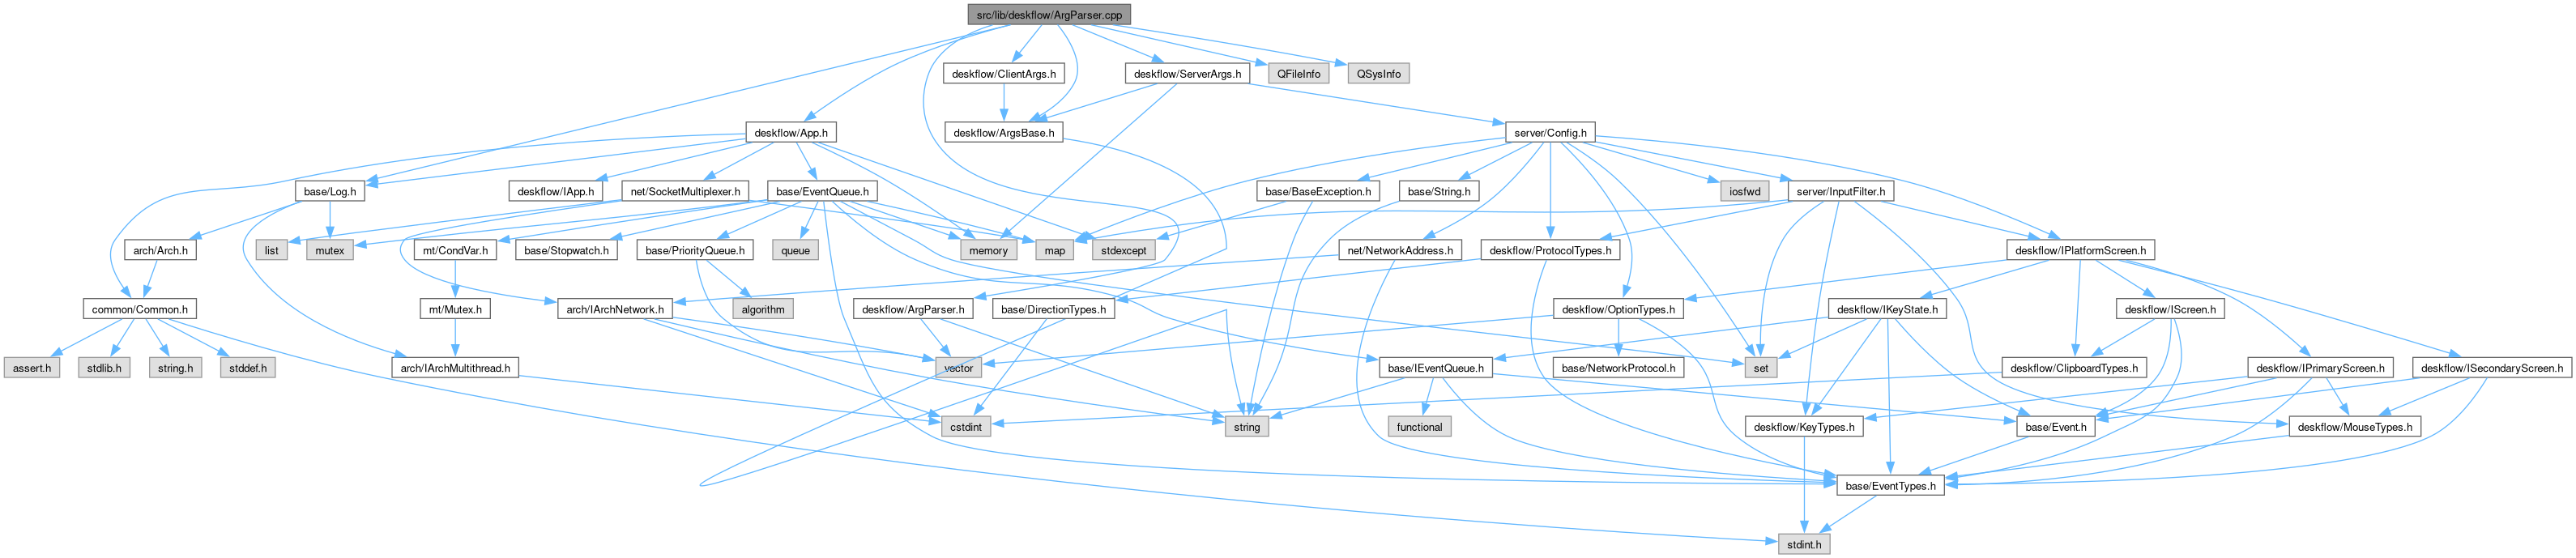 src/lib/deskflow/ArgParser.cpp
deskflow/ClientArgs.h
deskflow/ServerArgs.h
QFileInfo
QSysInfo
deskflow/App.h
deskflow/ArgsBase.h
server/Config.h
base/Log.h
deskflow/IApp.h
net/SocketMultiplexer.h
base/EventQueue.h
base/BaseException.h
base/String.h
iosfwd
server/InputFilter.h
arch/Arch.h
list
mutex
mt/CondVar.h
base/Stopwatch.h
base/PriorityQueue.h
queue
memory
map
stdexcept
net/NetworkAddress.h
deskflow/ProtocolTypes.h
deskflow/IPlatformScreen.h
common/Common.h
mt/Mutex.h
arch/IArchNetwork.h
algorithm
deskflow/ArgParser.h
base/DirectionTypes.h
deskflow/OptionTypes.h
deskflow/IKeyState.h
deskflow/IScreen.h
assert.h
stdlib.h
string.h
stddef.h
arch/IArchMultithread.h
vector
base/IEventQueue.h
base/NetworkProtocol.h
set
deskflow/ClipboardTypes.h
deskflow/IPrimaryScreen.h
deskflow/ISecondaryScreen.h
cstdint
string
functional
deskflow/KeyTypes.h
base/Event.h
deskflow/MouseTypes.h
base/EventTypes.h
stdint.h